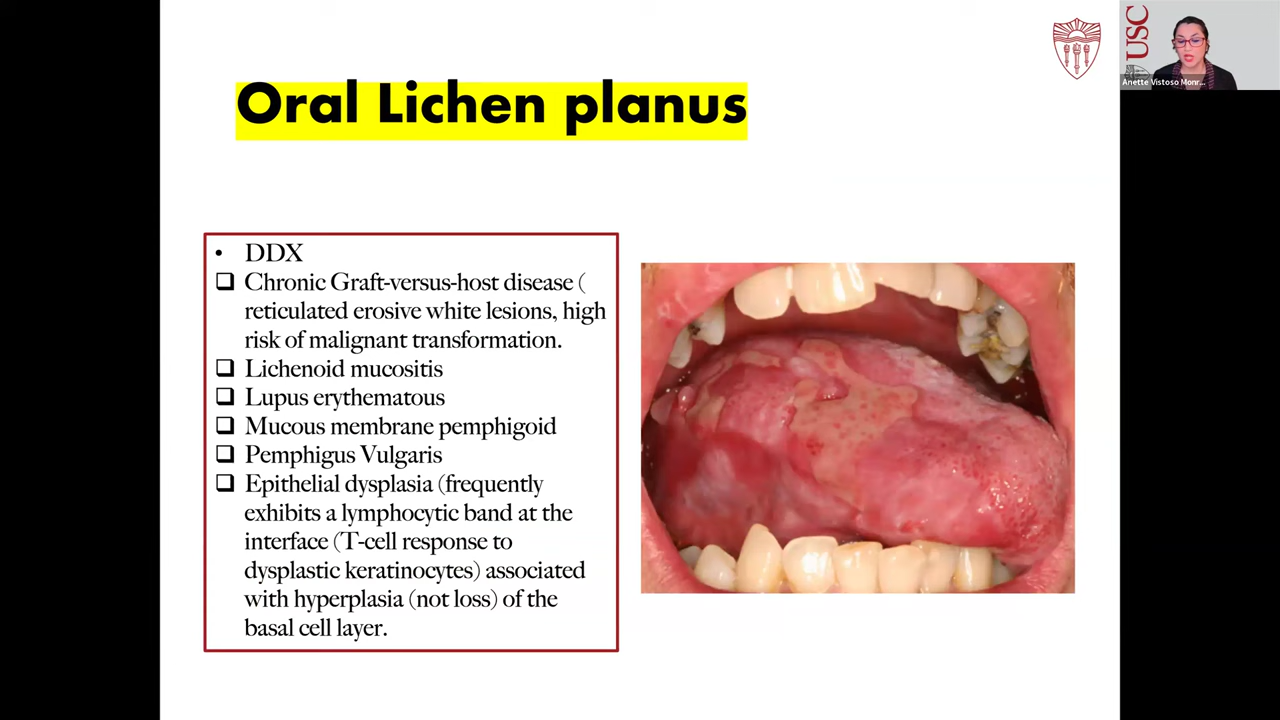 Oral Lichen planus
• DDX
❑ Chronic Graft-versus-host disease (
reticulated erosive white lesions, high
risk of malignant transformation.
❑ Lichenoid mucositis
❑ Lupus erythematous
❑ Mucous membrane pemphigoid
❑ Pemphigus Vulgaris
❑ Epithelial dysplasia (frequently
exhibits a lymphocytic band at the
interface (T-cell response to
dysplastic keratinocytes) associated
with hyperplasia (not loss) of the
basal cell layer.
USC
Anette Vistoso Monr...